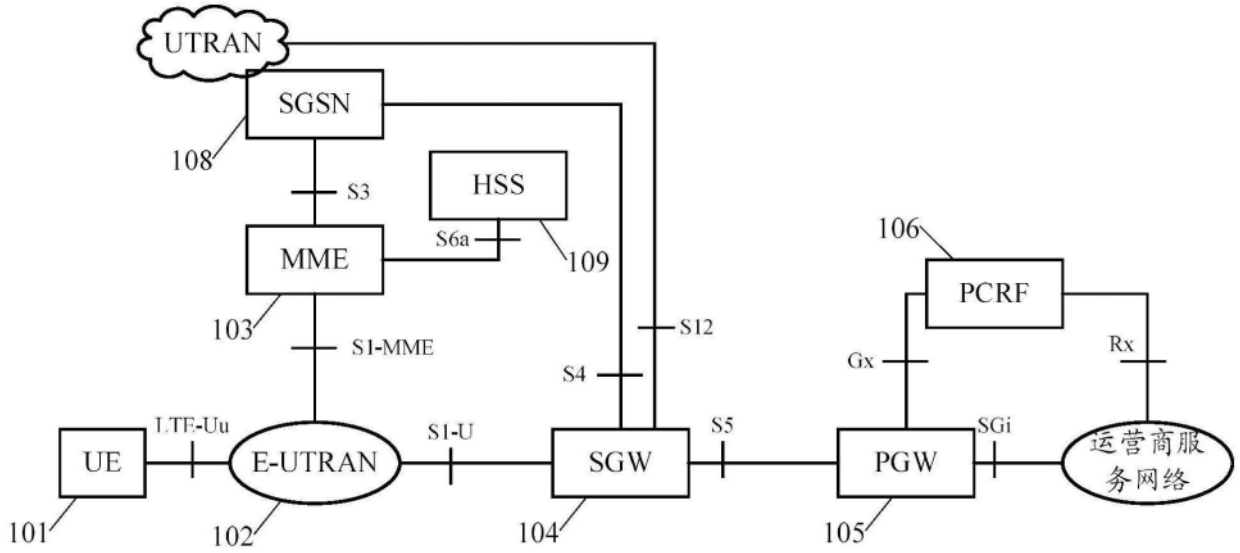 UTRAN
SGSN
108
S3
HSS
S6a
109
MME
103
S1-MME
106
PCRF
S12
Gx
Rx
S4
LTE-Uu
S1-U
S5
SGi
UE
E-UTRAN
SGW
PGW
运营商服
务网络
101
102
104
105